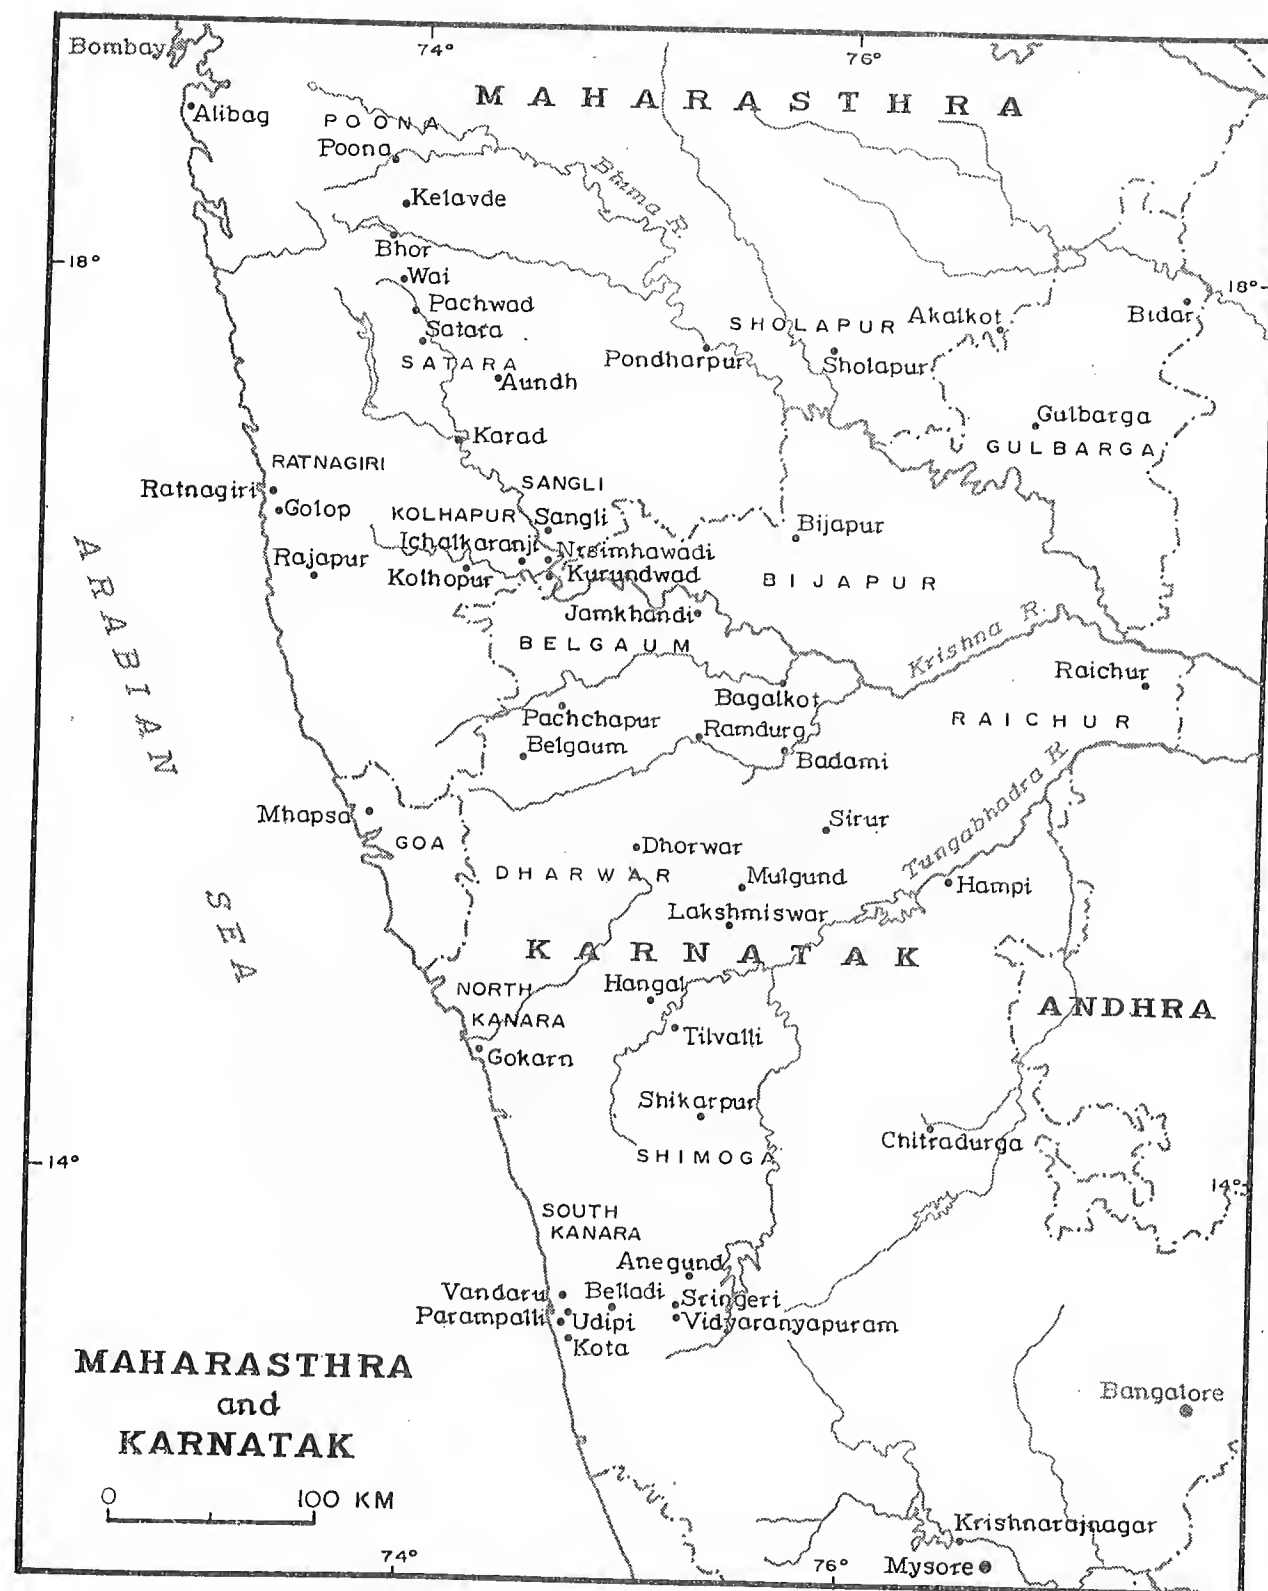 Bombay
74°
76°
MAHARASTHRA
Alibag
POONA
Poona
Bhima R.
Kelavde
Bhor
18°
Wai
18°
Pachwad
Bidar
Satara
SHOLAPUR
Akalkot
SATARA
Pondharpur
Sholapur
Aundh
Gulbarga
Karad
GULBARGA
RATNAGIRI
SANGLI
Ratnagiri
Golop
KOLHAPUR
Sangli
Bijapur
Ichalkaranji
Nrsimhawadi
Rajapur
Kolhopur
Kurundwad
BIJAPUR
Jamkhandi
ARABIAN
SEA
BELGAUM
Krishna R.
Raichur
Bagalkot
Pachchapur
Ramdurg
RAICHUR
Belgaum
Badami
Mhapsa
Sirur
Tungabhadra R
GOA
Dhorwar
DHARWAR
Mulgund
Hampi
Lakshmiswar
KARNATAK
NORTH
KANARA
Hangal
ANDHRA
Tilvalli
Gokarn
Shikarpur
Chitradurga
SHIMOGA
14°
14°
SOUTH
KANARA
Anegund
Vandaru
Belladi
Sringeri
Parampalli
Udipi
Vidyaranyapuram
Kota
MAHARASTHRA
and
KARNATAK
Bangalore
0 100 KM
Krishnarajnagar
74°
76°
Mysore